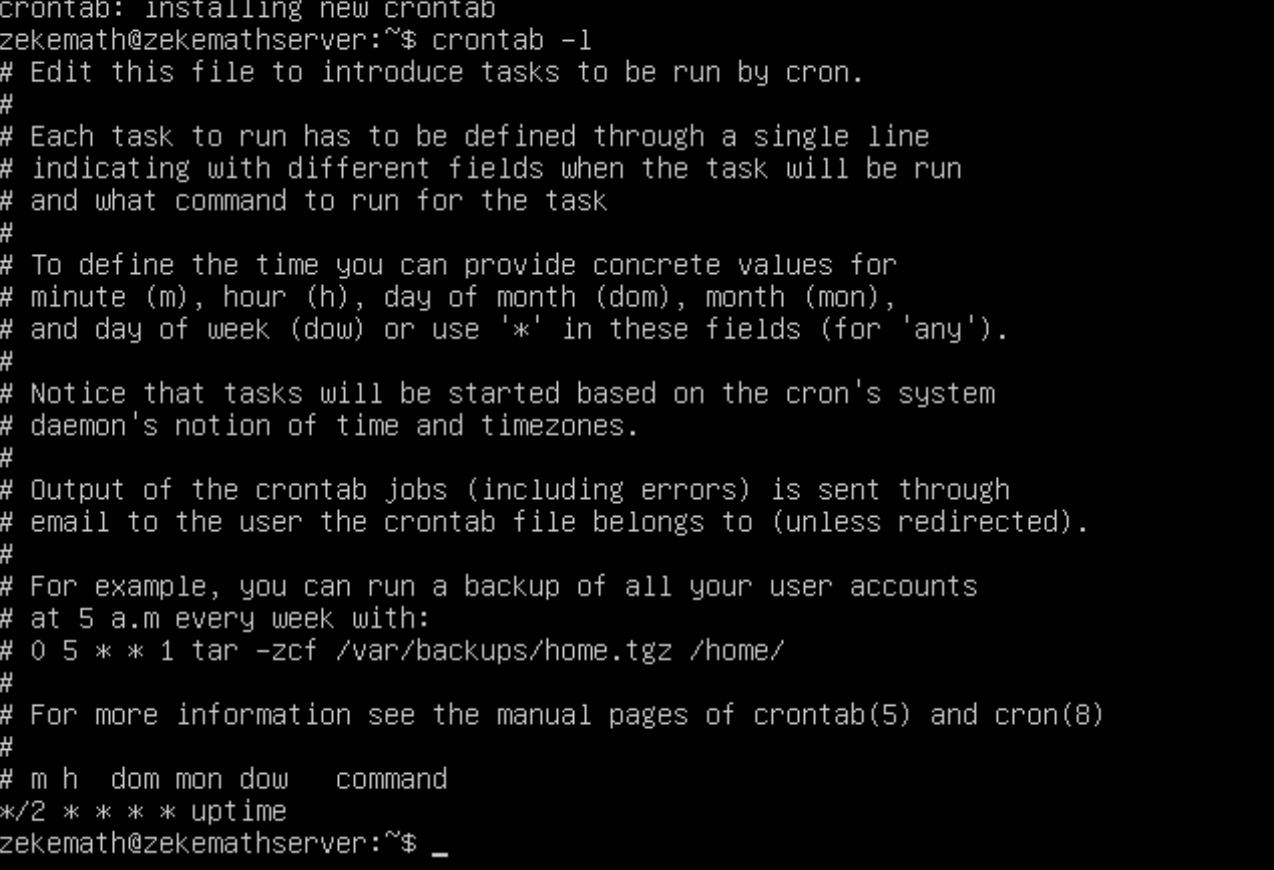 crontab: installing new crontab
zekemath@zekemathserver:~$ crontab -l
# Edit this file to introduce tasks to be run by cron.
#
# Each task to run has to be defined through a single line
# indicating with different fields when the task will be run
# and what command to run for the task
#
# To define the time you can provide concrete values for
# minute (m), hour (h), day of month (dom), month (mon),
# and day of week (dow) or use '*' in these fields (for 'any').
#
# Notice that tasks will be started based on the cron's system
# daemon's notion of time and timezones.
#
# Output of the crontab jobs (including errors) is sent through
# email to the user the crontab file belongs to (unless redirected).
#
# For example, you can run a backup of all your user accounts
# at 5 a.m every week with:
# 0 5 * * 1 tar -zcf /var/backups/home.tgz /home/
#
# For more information see the manual pages of crontab(5) and cron(8)
#
# m h  dom mon dow   command
*/2 * * * * uptime
zekemath@zekemathserver:~$ _